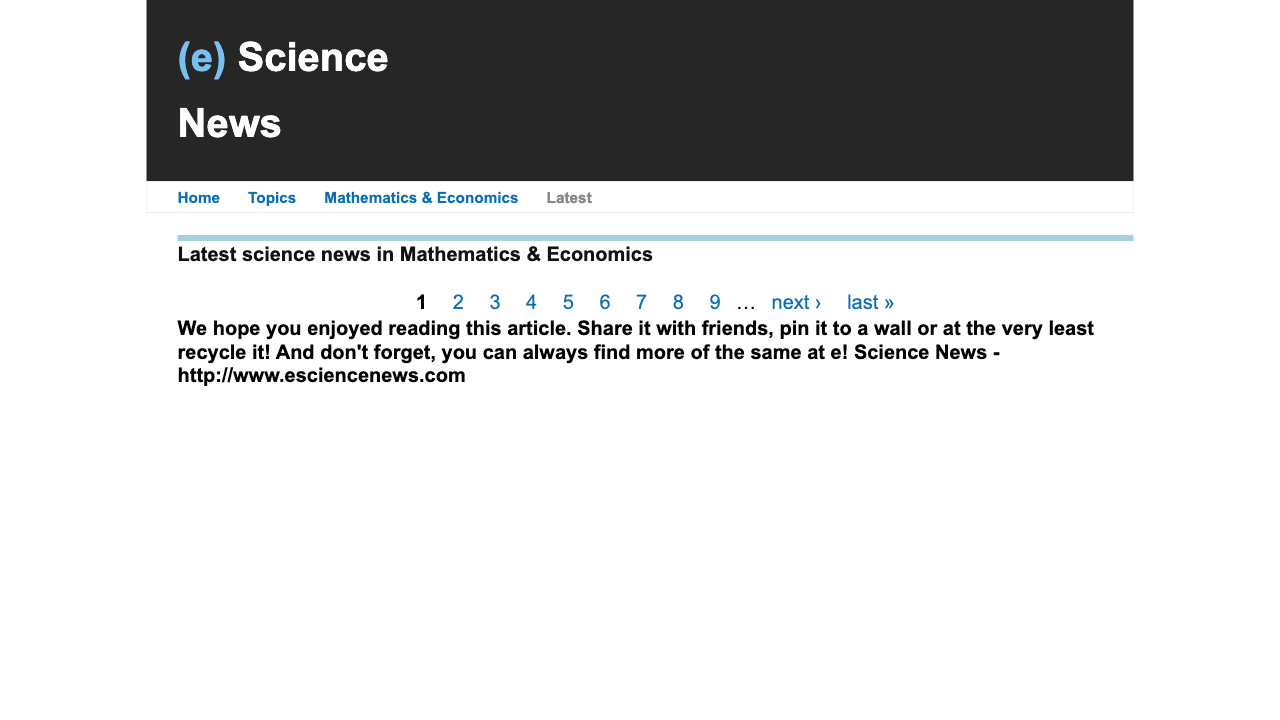 (e) Science
News
Home Topics Mathematics & Economics Latest
Latest science news in Mathematics & Economics
1 2 3 4 5 6 7 8 9 … next › last »
We hope you enjoyed reading this article. Share it with friends, pin it to a wall or at the very least
recycle it! And don't forget, you can always find more of the same at e! Science News -
http://www.esciencenews.com